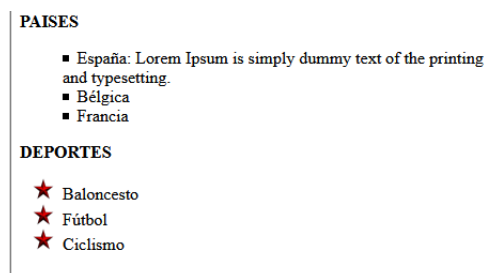 PAISES
España: Lorem Ipsum is simply dummy text of the printing
and typesetting.
Bélgica
Francia
DEPORTES
Baloncesto
Fútbol
Ciclismo